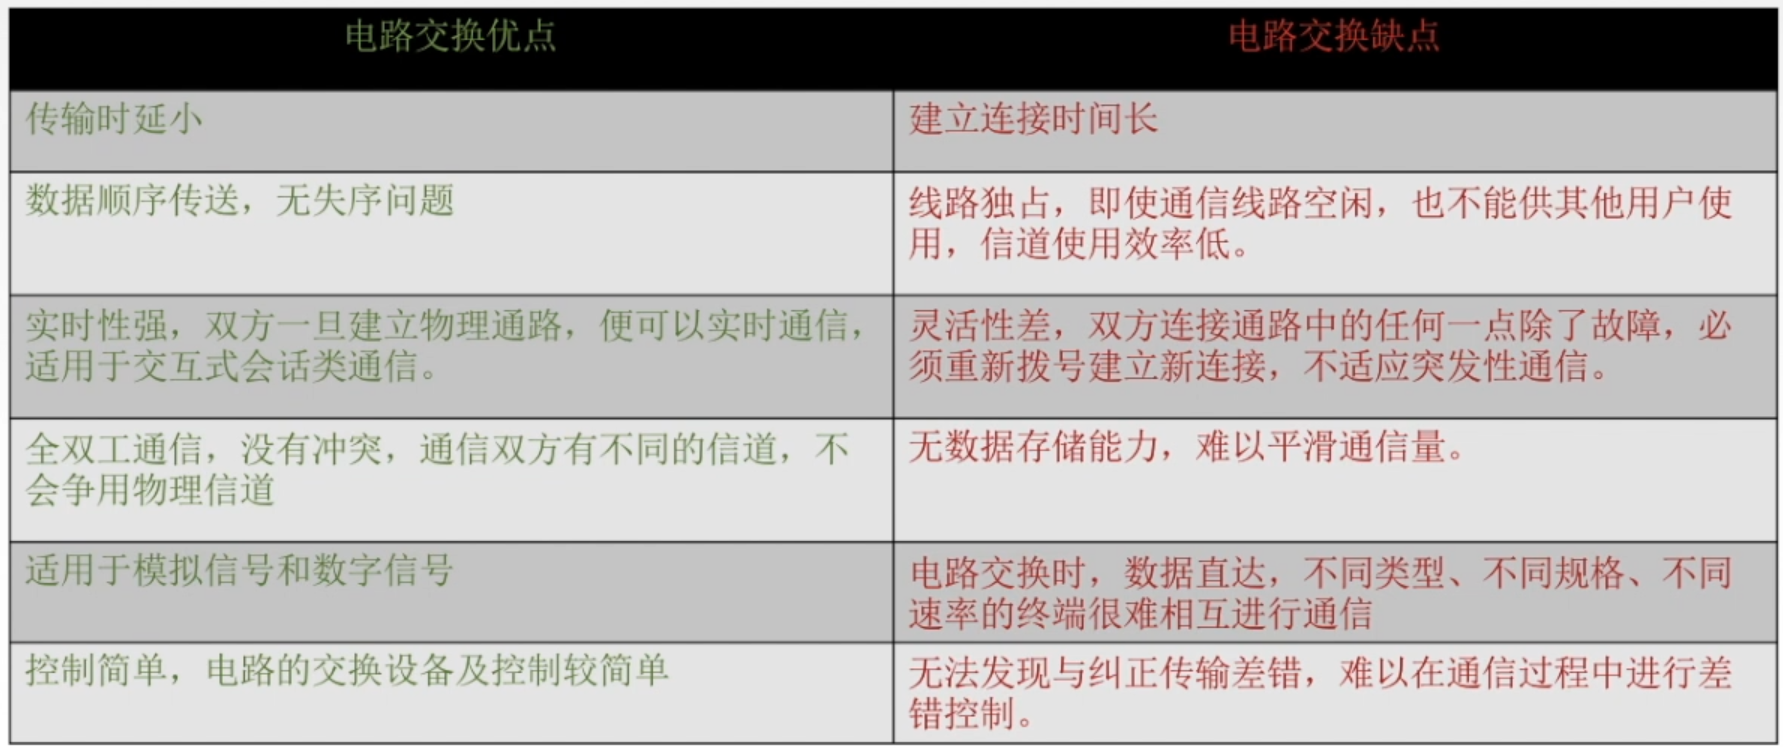 电路交换优点
电路交换缺点
传输时延小
建立连接时间长
数据顺序传送，无失序问题
线路独占，即使通信线路空闲，也不能供其他用户使
用，信道使用效率低。
实时性强，双方一旦建立物理通路，便可以实时通信，
适用于交互式会话类通信。
灵活性差，双方连接通路中的任何一点除了故障，必
须重新拨号建立新连接，不适应突发性通信。
全双工通信，没有冲突，通信双方有不同的信道，不
会争用物理信道
无数据存储能力，难以平滑通信量。
适用于模拟信号和数字信号
电路交换时，数据直达，不同类型、不同规格、不同
速率的终端很难相互进行通信
控制简单，电路的交换设备及控制较简单
无法发现与纠正传输差错，难以在通信过程中进行差
错控制。